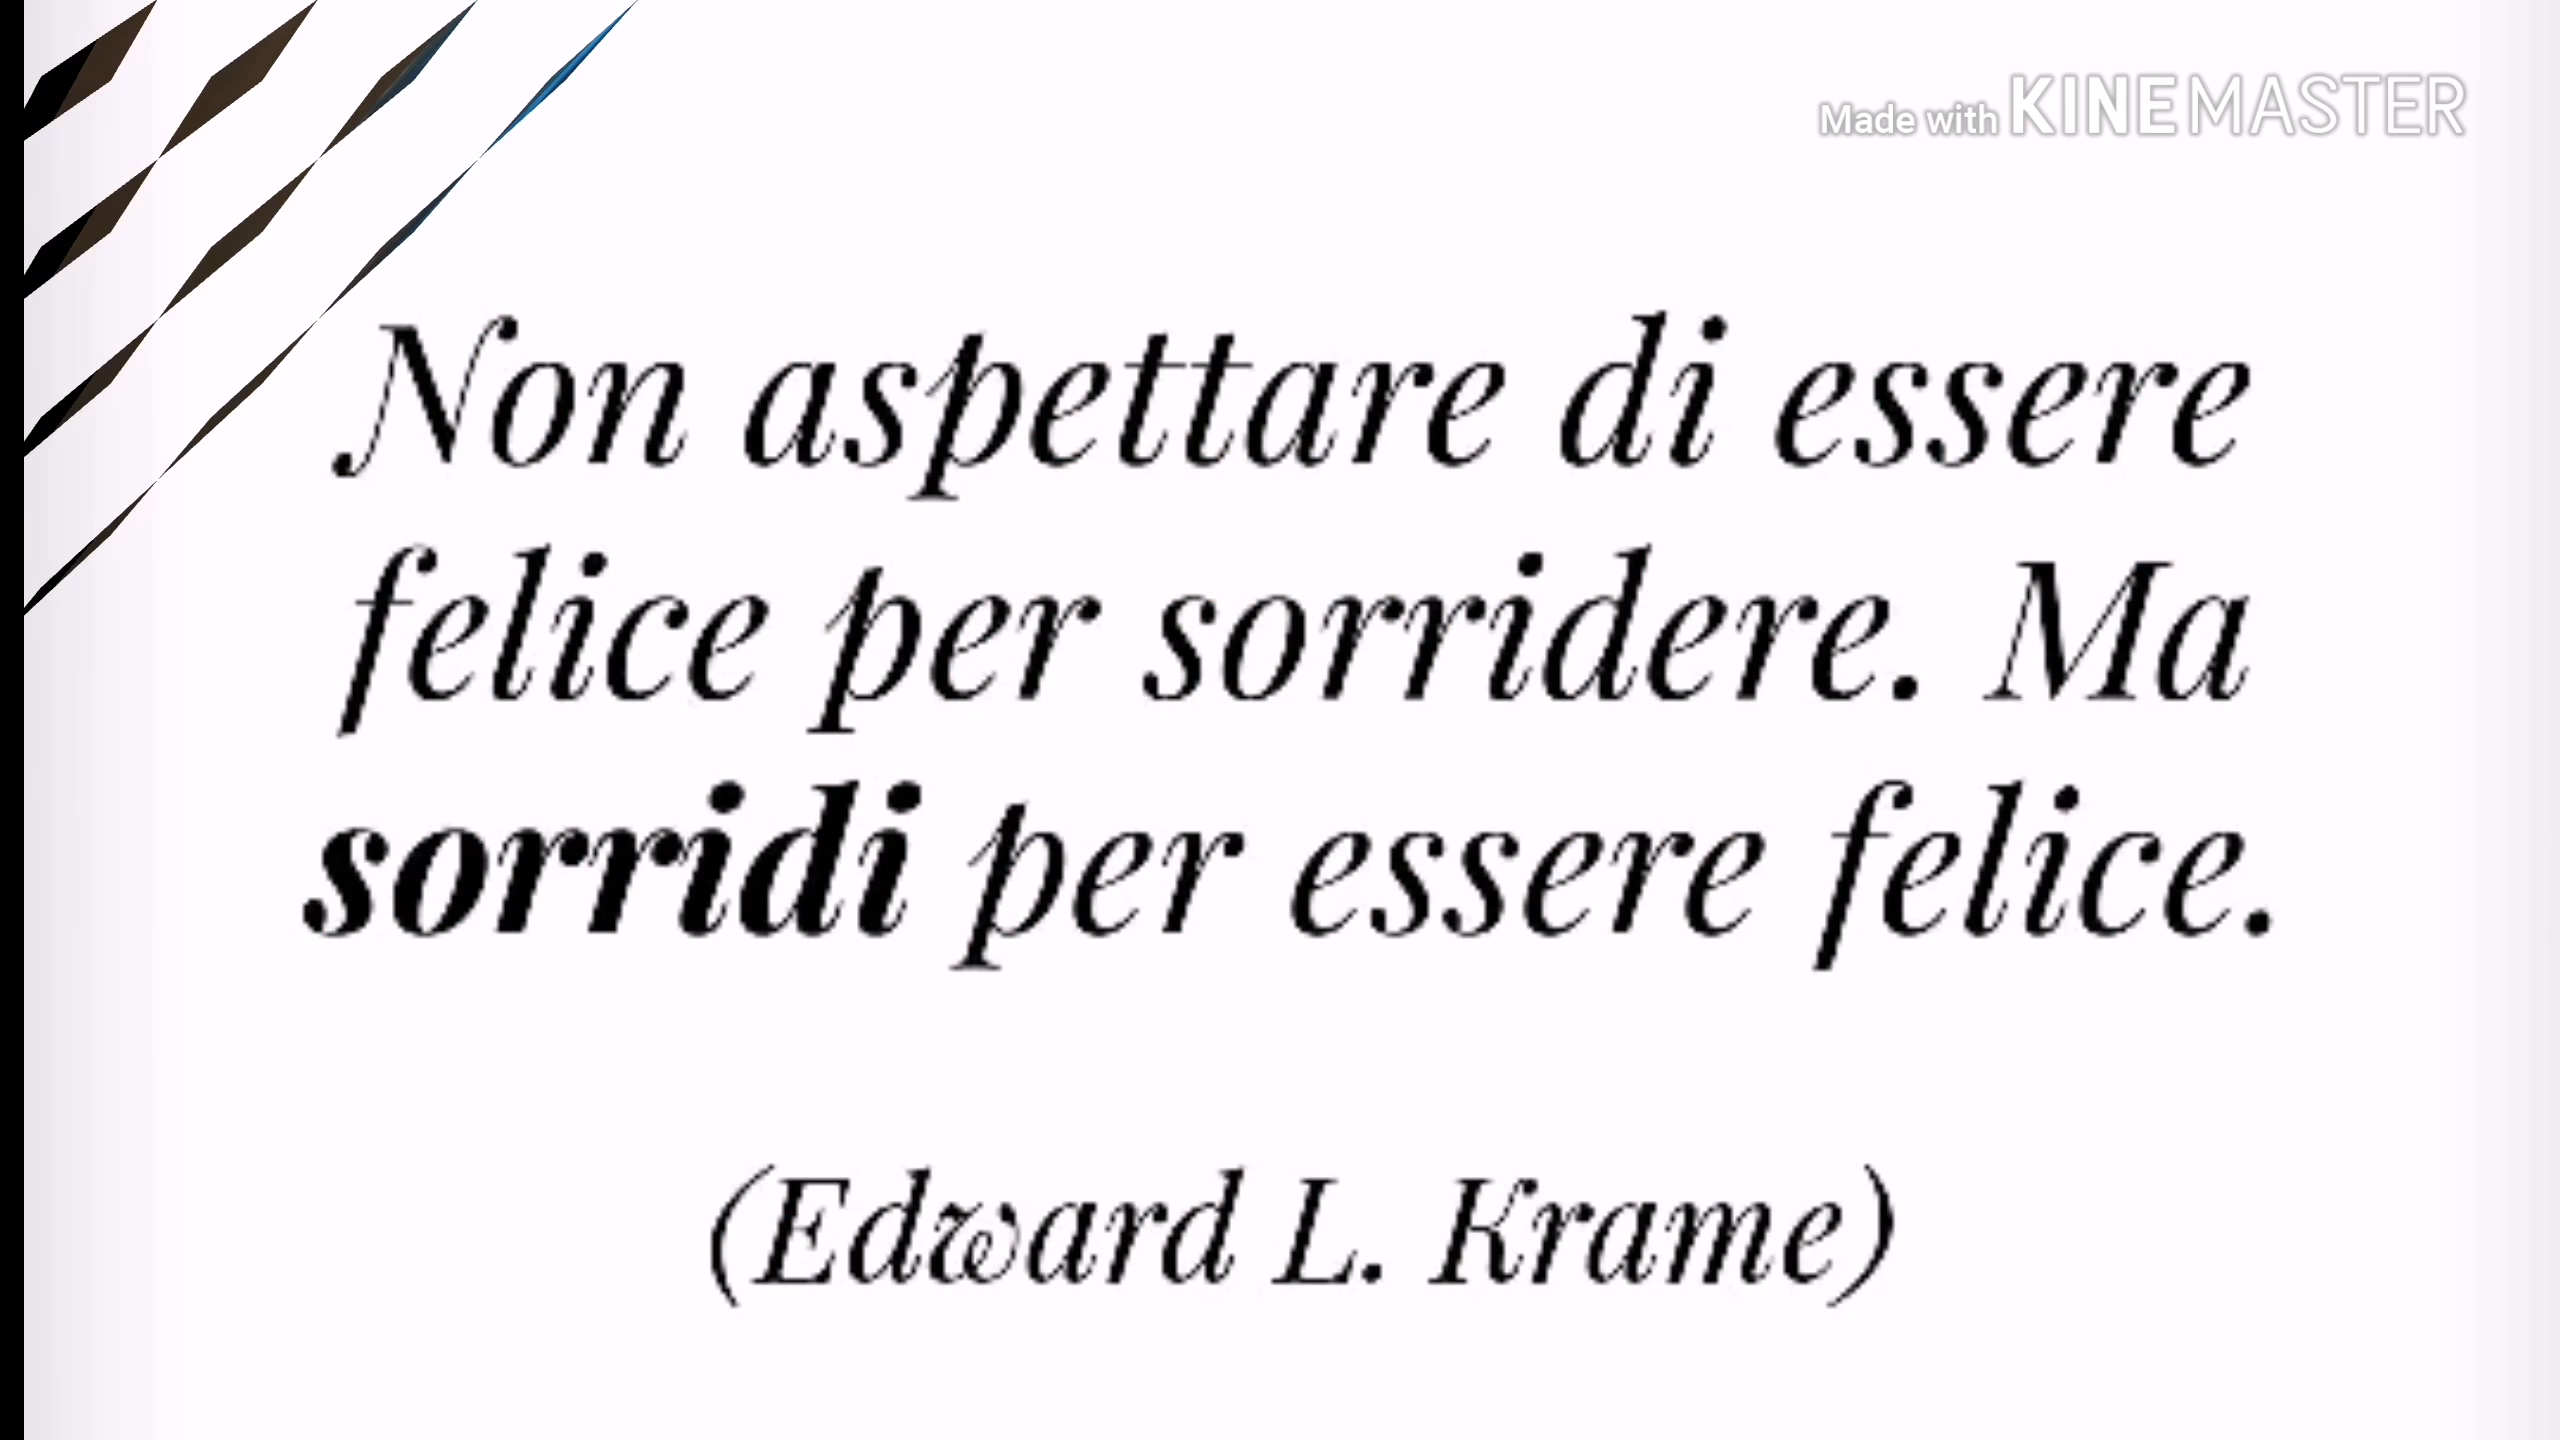 Made with KINEMASTER
Non aspettare di essere
felice per sorridere. Ma
sorridi per essere felice.
(Edward L. Krame)